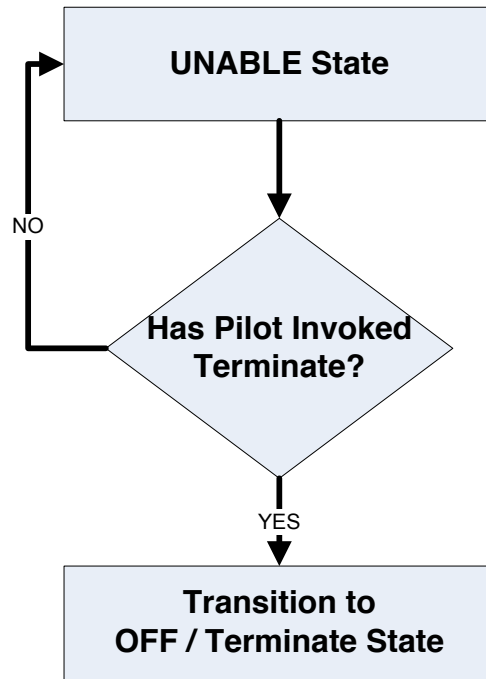 UNABLE State
NO
Has Pilot Invoked
Terminate?
YES
Transition to
OFF / Terminate State